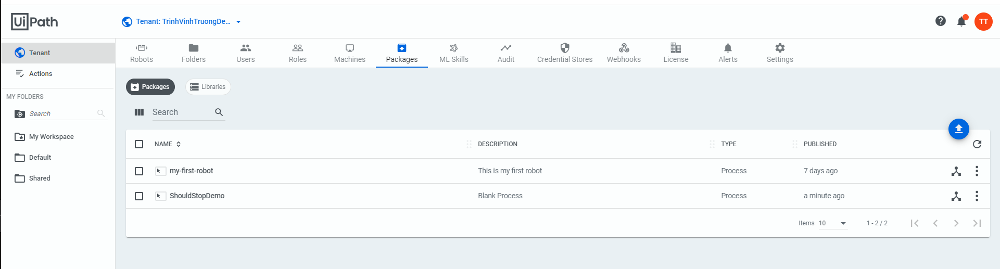 UiPath
Tenant: TrinhVinhTruongDe...
TT
Tenant
Actions
MY FOLDERS
Search
My Workspace
Default
Shared
Robots Folders Users Roles Machines Packages ML Skills Audit Credential Stores Webhooks License Alerts Settings
Packages Libraries
Search
NAME DESCRIPTION TYPE PUBLISHED
my-first-robot This is my first robot Process 7 days ago
ShouldStopDemo Blank Process Process a minute ago
Items 10 1 - 2 / 2